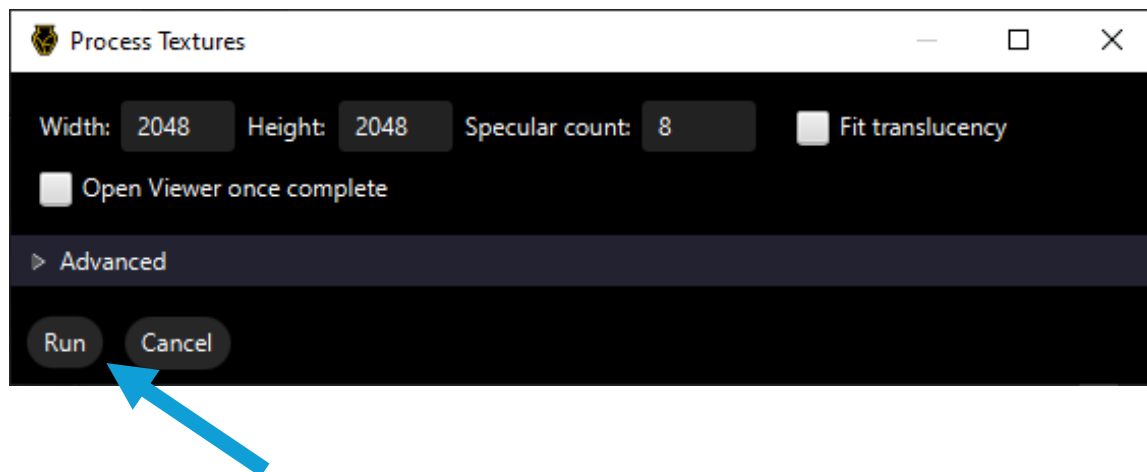 Process Textures
Width: 2048 Height: 2048 Specular count: 8 Fit translucency
Open Viewer once complete
Advanced
Run Cancel